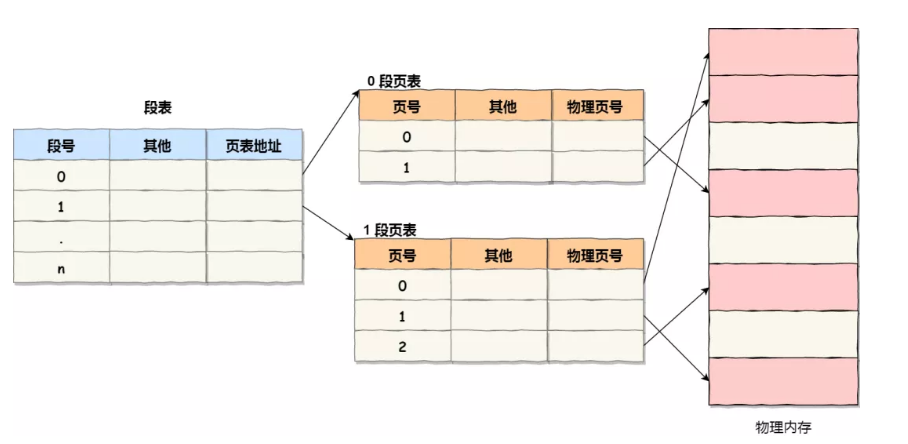 段表
段号 其他 页表地址
0
1
.
n
0 段页表
页号 其他 物理页号
0
1
1 段页表
页号 其他 物理页号
0
1
2
物理内存